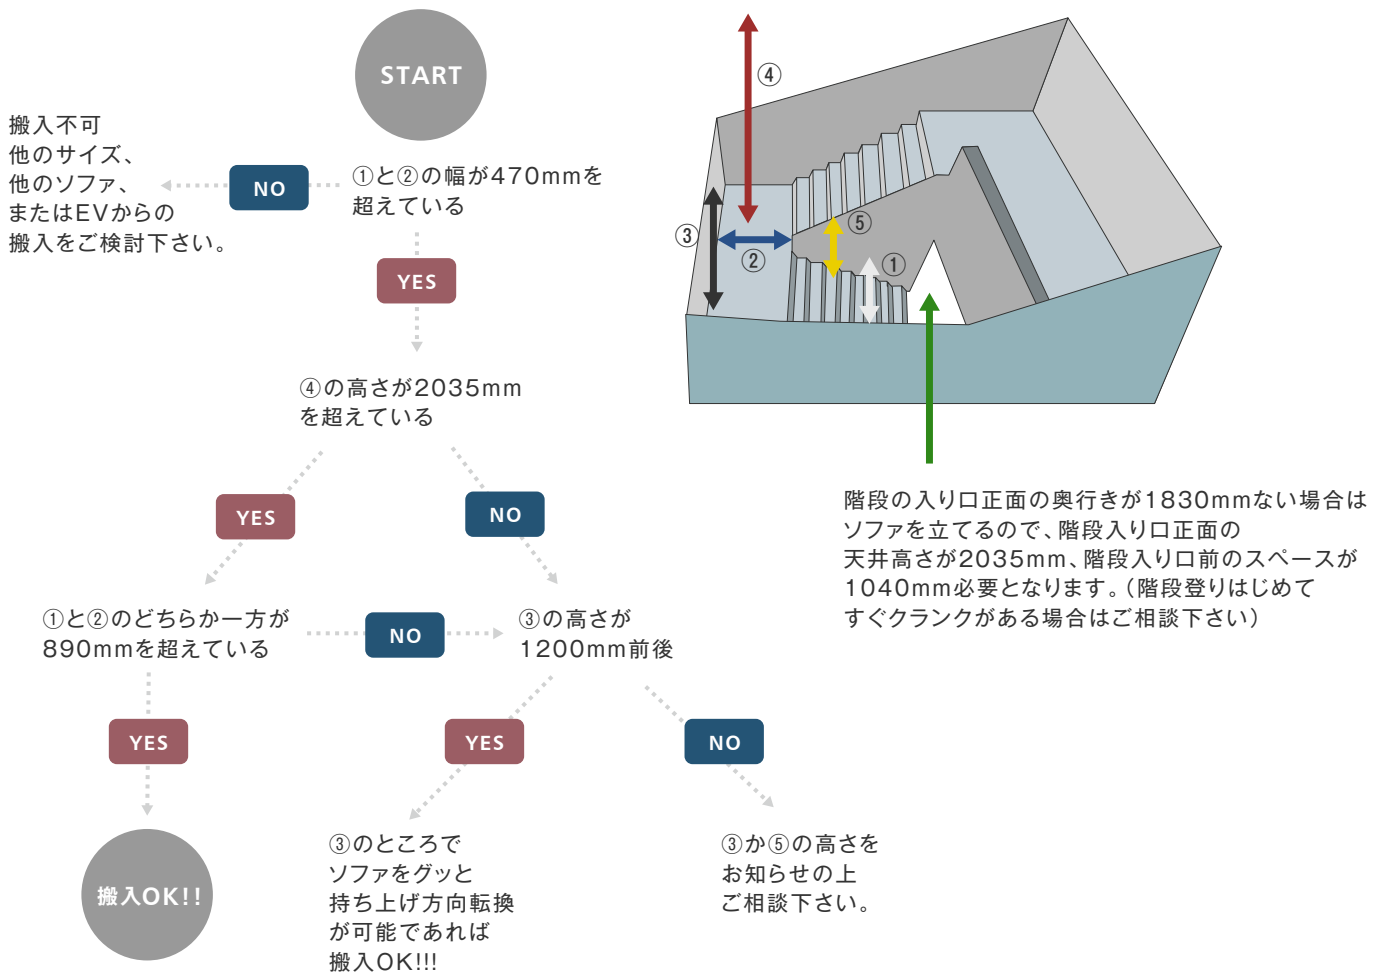 START
搬入不可
他のサイズ、
他のソファ、
またはEVからの
搬入をご検討下さい。
NO
①と②の幅が470mmを
超えている
YES
④の高さが2035mm
を超えている
YES
NO
①と②のどちらか一方が
890mmを超えている
NO
③の高さが
1200mm前後
YES
YES
NO
搬入OK!!
③のところで
ソファをグッと
持ち上げ方向転換
が可能であれば
搬入OK!!!
③か⑤の高さを
お知らせの上
ご相談下さい。
④
③
②
⑤
①
階段の入り口正面の奥行きが1830mmない場合は
ソファを立てるので、階段入り口正面の
天井高さが2035mm、階段入り口前のスペースが
1040mm必要となります。(階段登りはじめて
すぐクランクがある場合はご相談下さい)